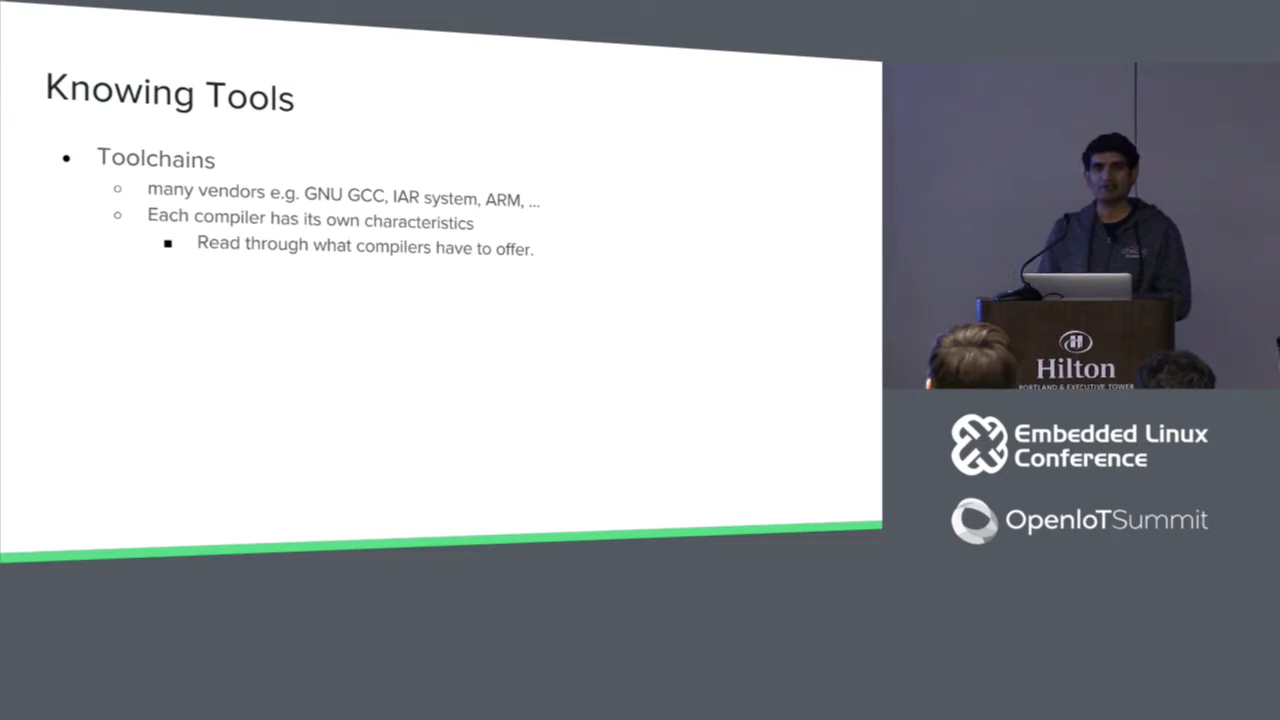 Knowing Tools
• Toolchains
○ many vendors e.g. GNU GCC, IAR system, ARM, ...
○ Each compiler has its own characteristics
■ Read through what compilers have to offer.
Hilton
PORTLAND & EXECUTIVE TOWER
Embedded Linux
Conference
OpenIoTSummit